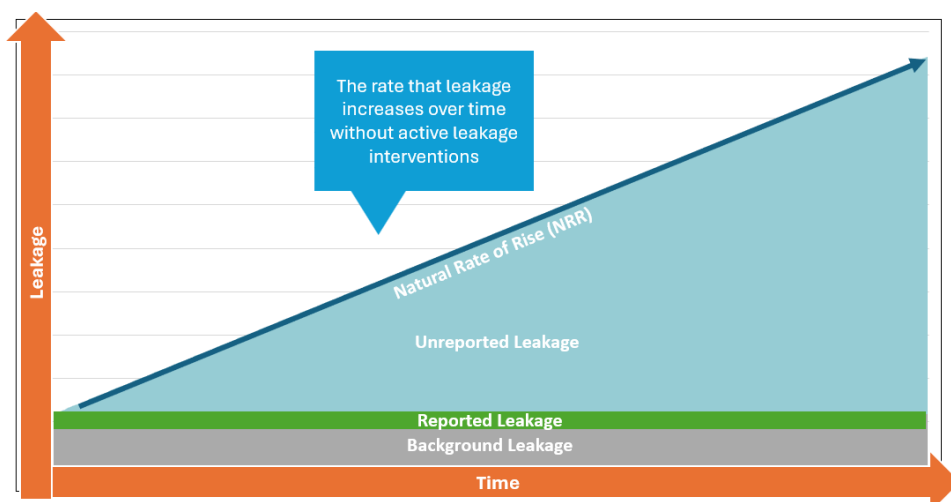 The rate that leakage
increases over time
without active leakage
interventions
Leakage
Natural Rate of Rise (NRR)
Unreported Leakage
Reported Leakage
Background Leakage
Time